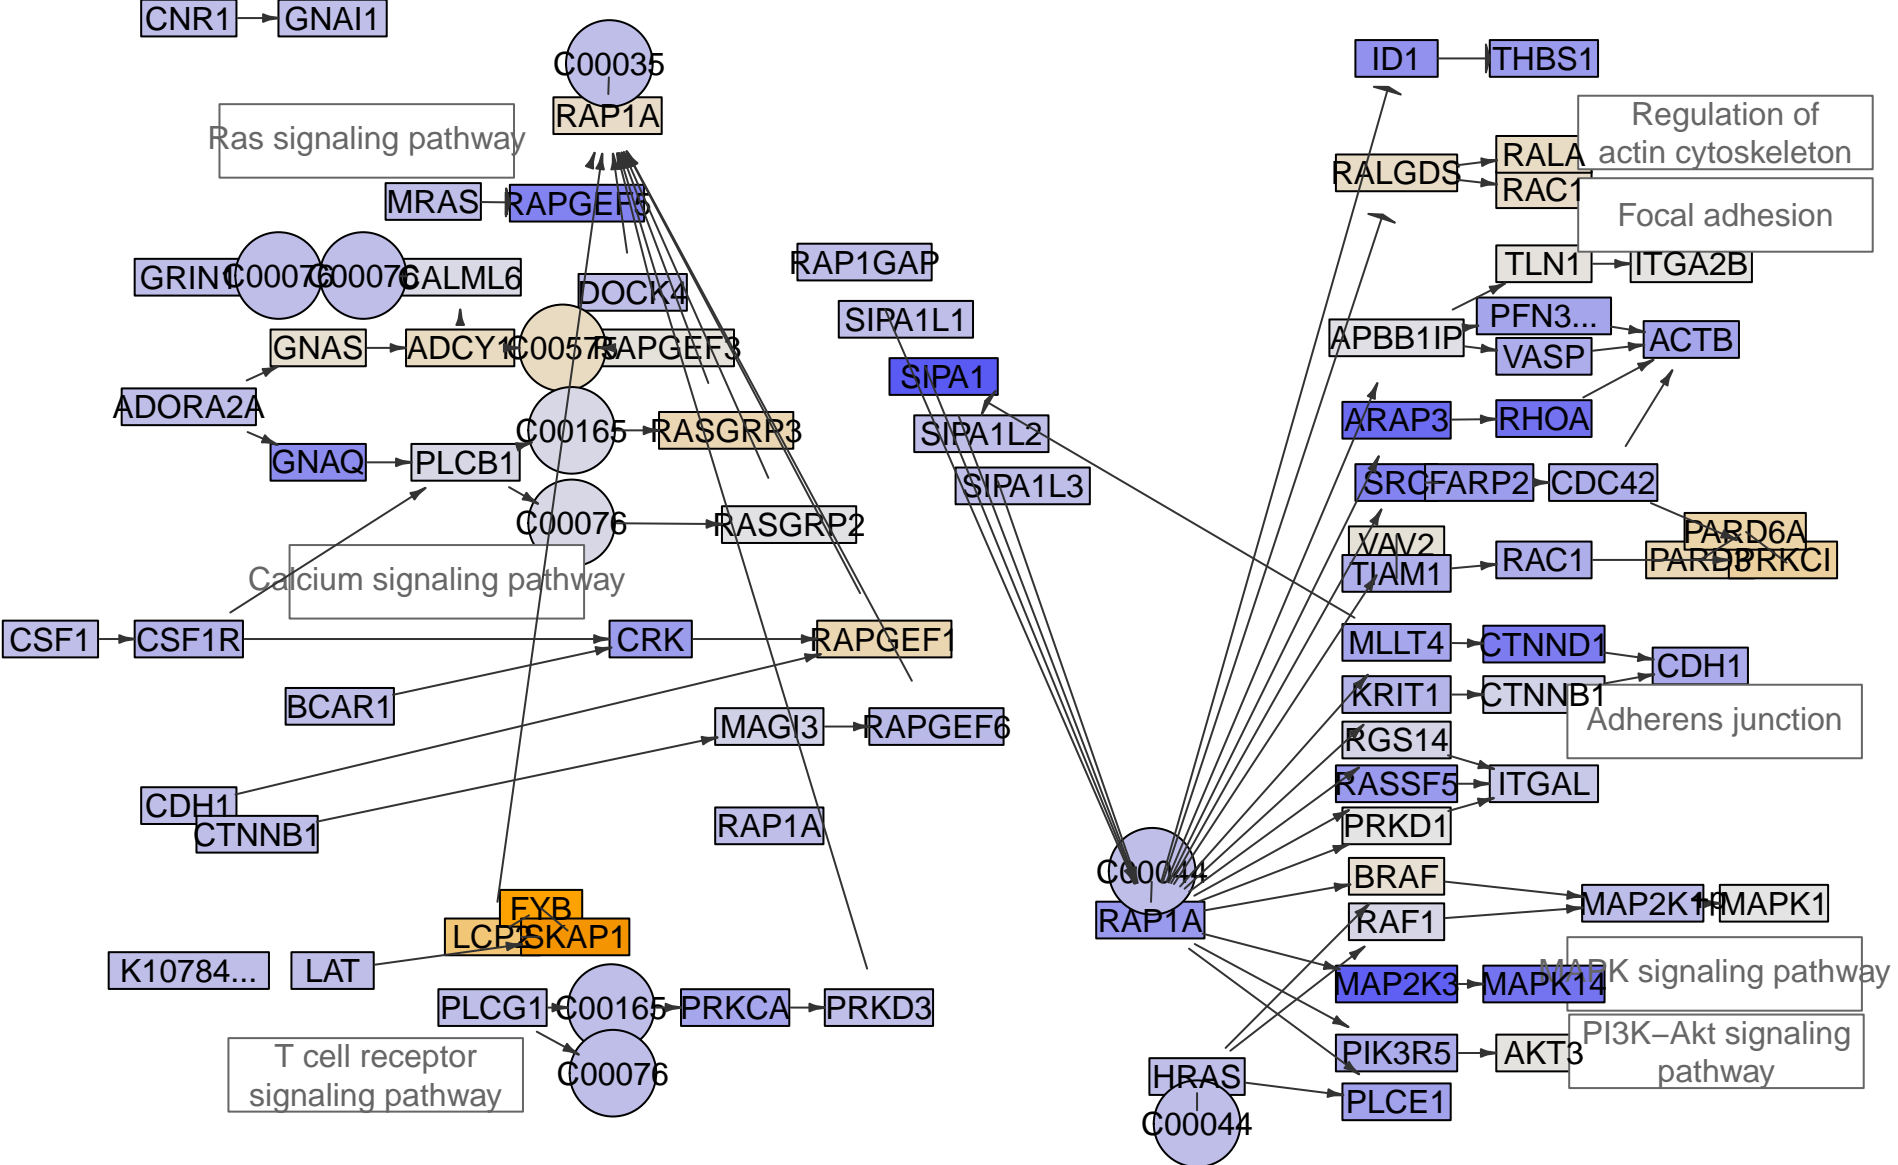 CNR1
GNAI1
C00035
RAP1A
Ras signaling pathway
MRAS
RAPGEF5
GRIN1
C00076
C00076
CALML6
DOCK4
GNAS
ADCY1
C00575
RAPGEF3
ADORA2A
GNAQ
PLCB1
C00165
RASGRP3
C00076
RASGRP2
Calcium signaling pathway
CSF1
CSF1R
CRK
RAPGEF1
BCAR1
MAGI3
RAPGEF6
CDH1
CTNNB1
RAP1A
FYB
LCP2
SKAP1
K10784...
LAT
PLCG1
C00165
PRKCA
PRKD3
C00076
T cell receptor
signaling pathway
RAP1GAP
SIPA1L1
SIPA1
SIPA1L2
SIPA1L3
C00044
RAP1A
HRAS
C00044
ID1
THBS1
Regulation of
actin cytoskeleton
RALGDS
RALA
RAC1
Focal adhesion
TLN1
ITGA2B
APBB1IP
PFN3...
VASP
ACTB
ARAP3
RHOA
SRC
FARP2
CDC42
VAV2
TIAM1
RAC1
PARD6A
PARD3
PRKCI
MLLT4
CTNND1
CDH1
KRIT1
CTNNB1
Adherens junction
RGS14
RASSF5
ITGAL
PRKD1
BRAF
RAF1
MAP2K1
+p
MAPK1
MAP2K3
MAPK14
MAPK signaling pathway
PIK3R5
AKT3
PI3K−Akt signaling
pathway
PLCE1